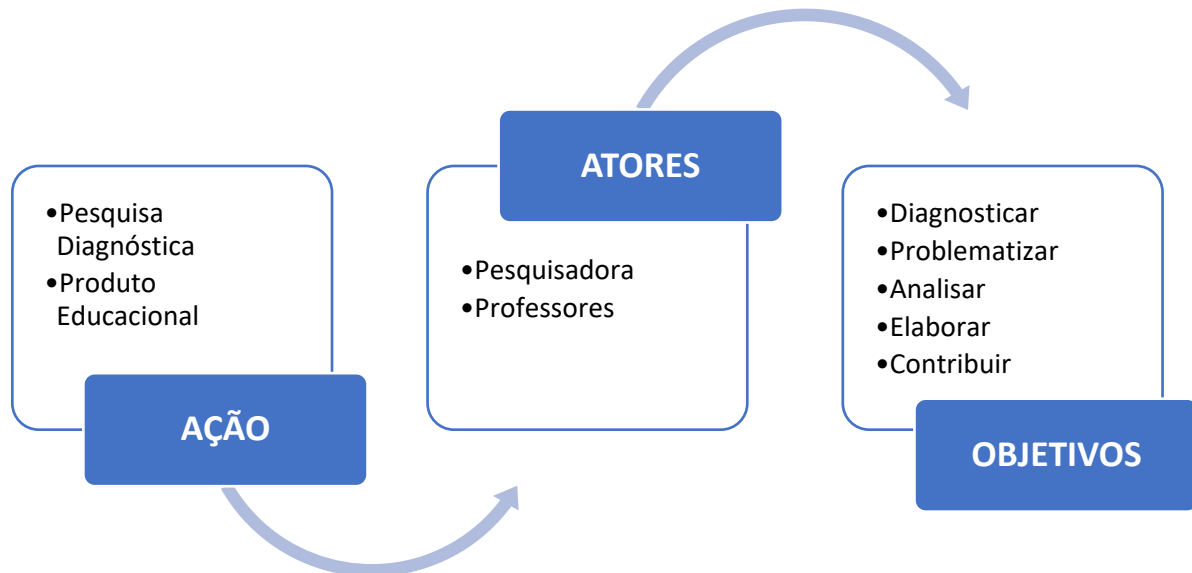 •Pesquisa
Diagnóstica
•Produto
Educacional
AÇÃO
ATORES
•Pesquisadora
•Professores
•Diagnosticar
•Problematizar
•Analisar
•Elaborar
•Contribuir
OBJETIVOS